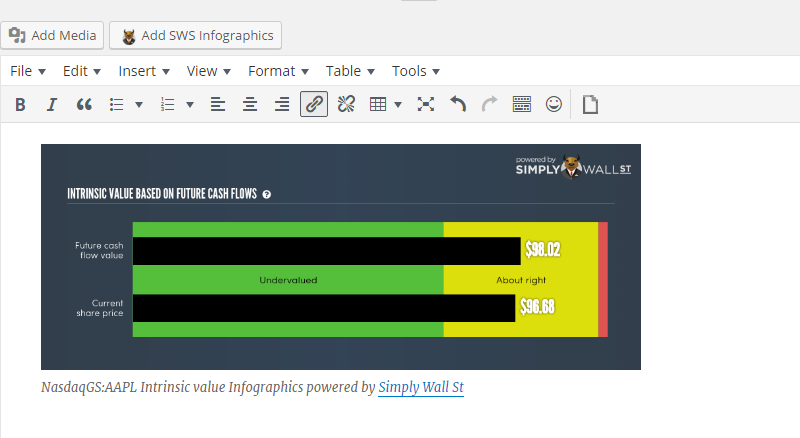 Add Media Add SWS Infographics
File Edit Insert View Format Table Tools
B I
powered by
SIMPLY WALL ST
INTRINSIC VALUE BASED ON FUTURE CASH FLOWS ?
Future cash
flow value
$98.02
Undervalued About right
Current
share price
$96.68
NasdaqGS:AAPL Intrinsic value Infographics powered by Simply Wall St